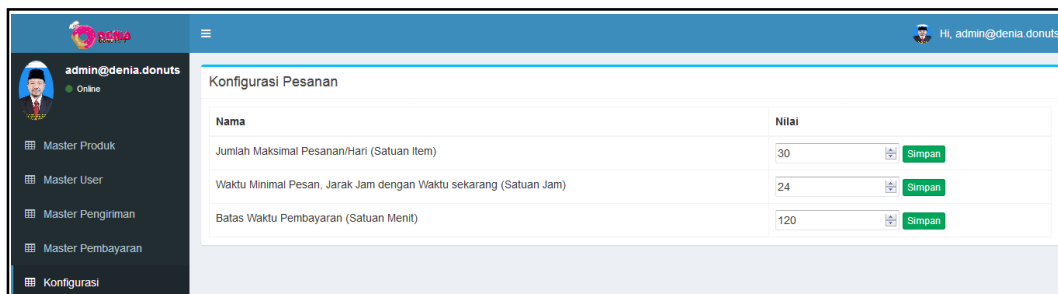 DENIA
DONUTS
Hi, admin@denia.donuts
admin@denia.donuts
Online
Master Produk
Master User
Master Pengiriman
Master Pembayaran
Konfigurasi
Konfigurasi Pesanan
Nama Nilai
Jumlah Maksimal Pesanan/Hari (Satuan Item) 30 Simpan
Waktu Minimal Pesan, Jarak Jam dengan Waktu sekarang (Satuan Jam) 24 Simpan
Batas Waktu Pembayaran (Satuan Menit) 120 Simpan